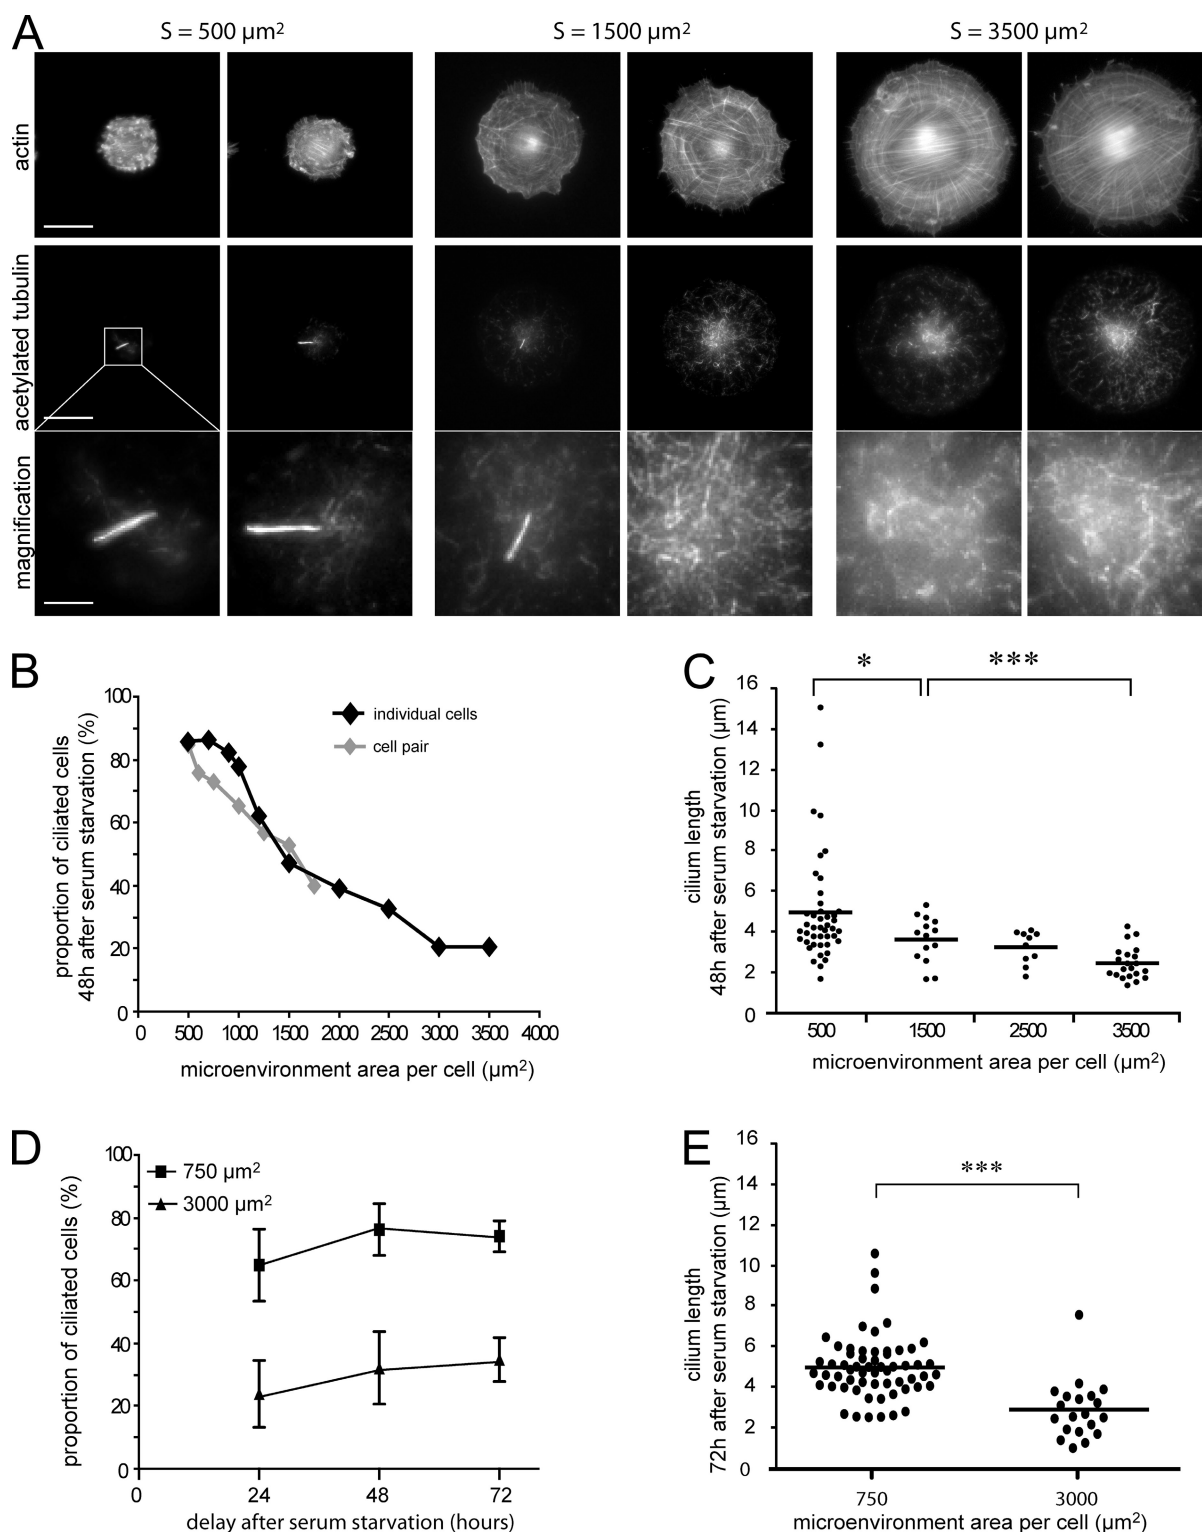 A
S = 500 µm²
S = 1500 µm²
S = 3500 µm²
actin
acetylated tubulin
magnification
B
proportion of ciliated cells
48h after serum starvation (%)
100
80
60
40
20
0
individual cells
cell pair
0 500 1000 1500 2000 2500 3000 3500 4000
microenvironment area per cell (µm²)
C
* ***
cilium length
48h after serum starvation (µm)
16
14
12
10
8
6
4
2
0
500 1500 2500 3500
microenvironment area per cell (µm²)
D
proportion of ciliated cells (%)
100
80
60
40
20
0
750 µm²
3000 µm²
0 24 48 72
delay after serum starvation (hours)
E
***
cilium length
72h after serum starvation (µm)
16
14
12
10
8
6
4
2
0
750 3000
microenvironment area per cell (µm²)